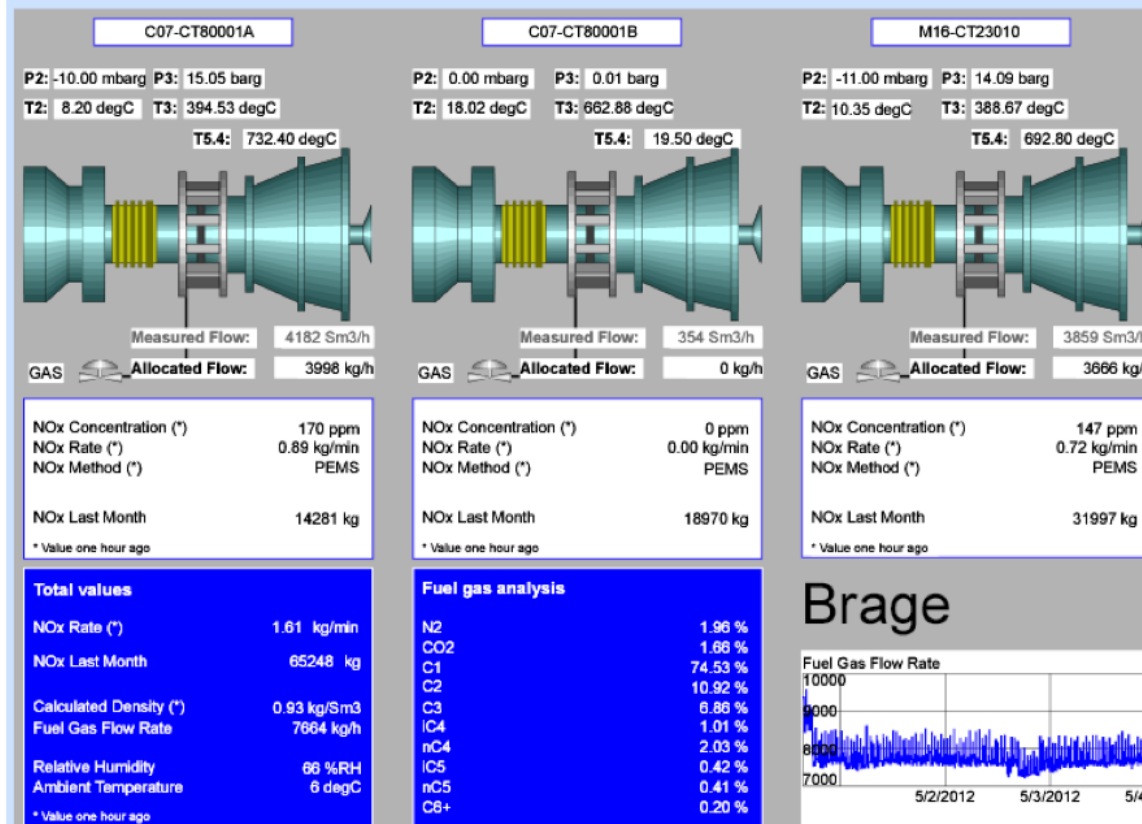 C07-CT80001A
P2: -10.00 mbarg P3: 15.05 barg
T2: 8.20 degC T3: 394.53 degC
T5.4: 732.40 degC
Measured Flow: 4182 Sm3/h
GAS Allocated Flow: 3998 kg/h
NOx Concentration (*) 170 ppm
NOx Rate (*) 0.89 kg/min
NOx Method (*) PEMS
NOx Last Month 14281 kg
* Value one hour ago
C07-CT80001B
P2: 0.00 mbarg P3: 0.01 barg
T2: 18.02 degC T3: 662.88 degC
T5.4: 19.50 degC
Measured Flow: 354 Sm3/h
GAS Allocated Flow: 0 kg/h
NOx Concentration (*) 0 ppm
NOx Rate (*) 0.00 kg/min
NOx Method (*) PEMS
NOx Last Month 18970 kg
* Value one hour ago
M16-CT23010
P2: -11.00 mbarg P3: 14.09 barg
T2: 10.35 degC T3: 388.67 degC
T5.4: 692.80 degC
Measured Flow: 3859 Sm3/h
GAS Allocated Flow: 3666 kg/
NOx Concentration (*) 147 ppm
NOx Rate (*) 0.72 kg/min
NOx Method (*) PEMS
NOx Last Month 31997 kg
* Value one hour ago
Total values
NOx Rate (*) 1.61 kg/min
NOx Last Month 65248 kg
Calculated Density (*) 0.93 kg/Sm3
Fuel Gas Flow Rate 7664 kg/h
Relative Humidity 66 %RH
Ambient Temperature 6 degC
* Value one hour ago
Fuel gas analysis
N2 1.96 %
CO2 1.66 %
C1 74.53 %
C2 10.92 %
C3 6.86 %
iC4 1.01 %
nC4 2.03 %
iC5 0.42 %
nC5 0.41 %
C6+ 0.20 %
Brage
Fuel Gas Flow Rate
10000
9000
8000
7000
5/2/2012 5/3/2012 5/4